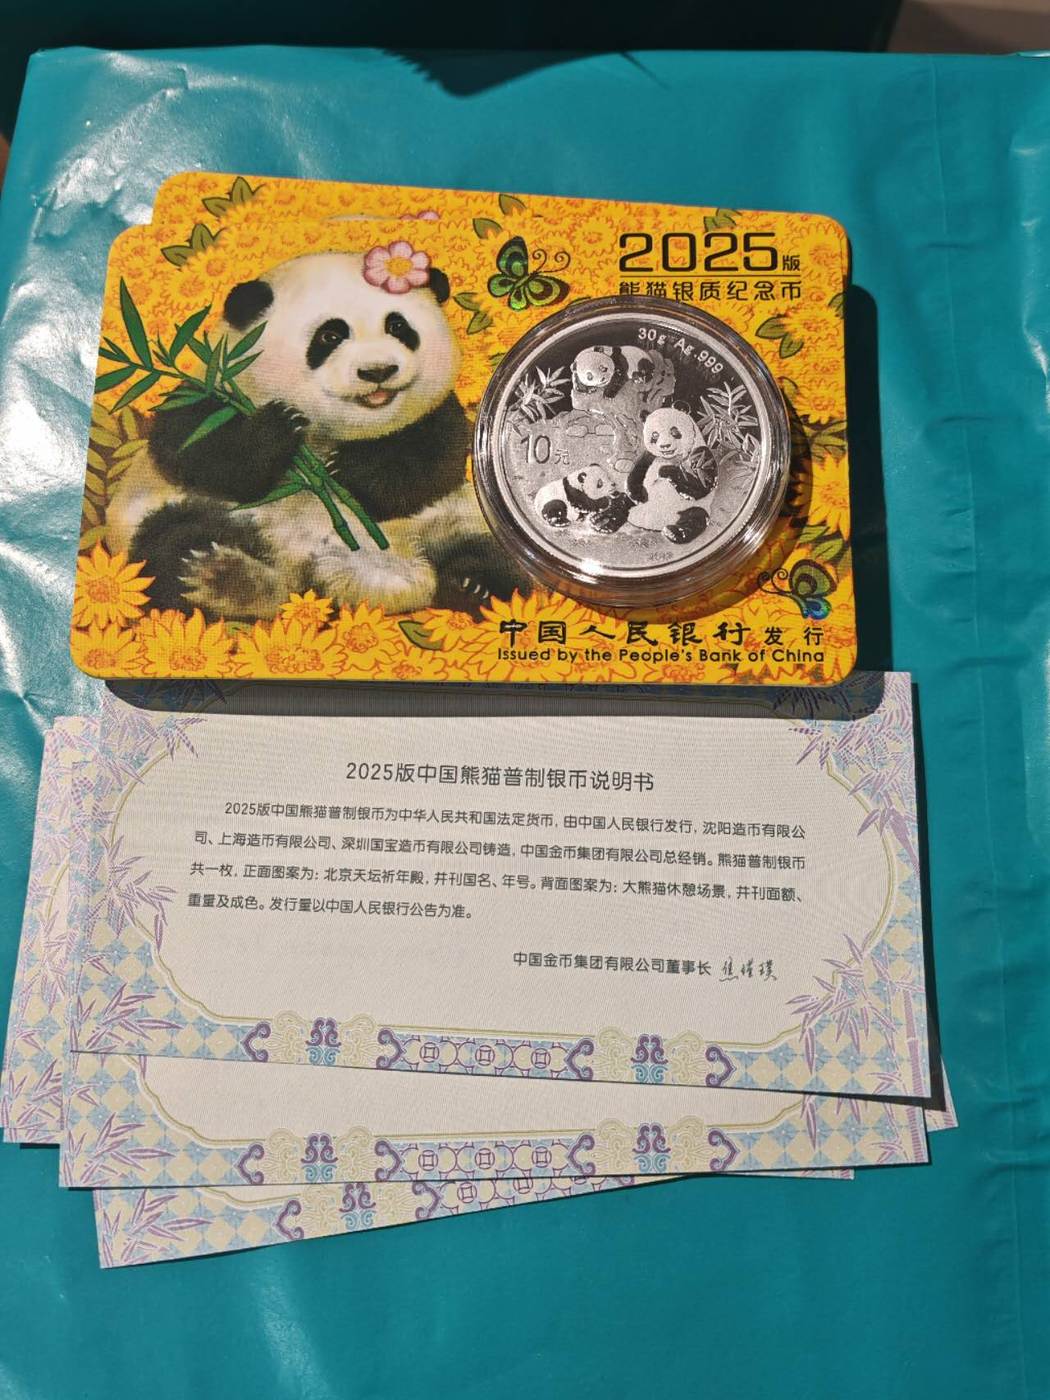 2025版
熊猫银质纪念币
30g Ag.999
10元
中国人民银行 发行
Issued by the People's Bank of China
2025版中国熊猫普制银币说明书
2025版中国熊猫普制银币为中华人民共和国法定货币，由中国人民银行发行，沈阳造币有限公
司、上海造币有限公司、深圳国宝造币有限公司铸造，中国金币集团有限公司总经销。熊猫普制银币
共一枚，正面图案为：北京天坛祈年殿，并刊国名、年号。背面图案为：大熊猫休憩场景，并刊面额、
重量及成色。发行量以中国人民银行公告为准。
中国金币集团有限公司董事长